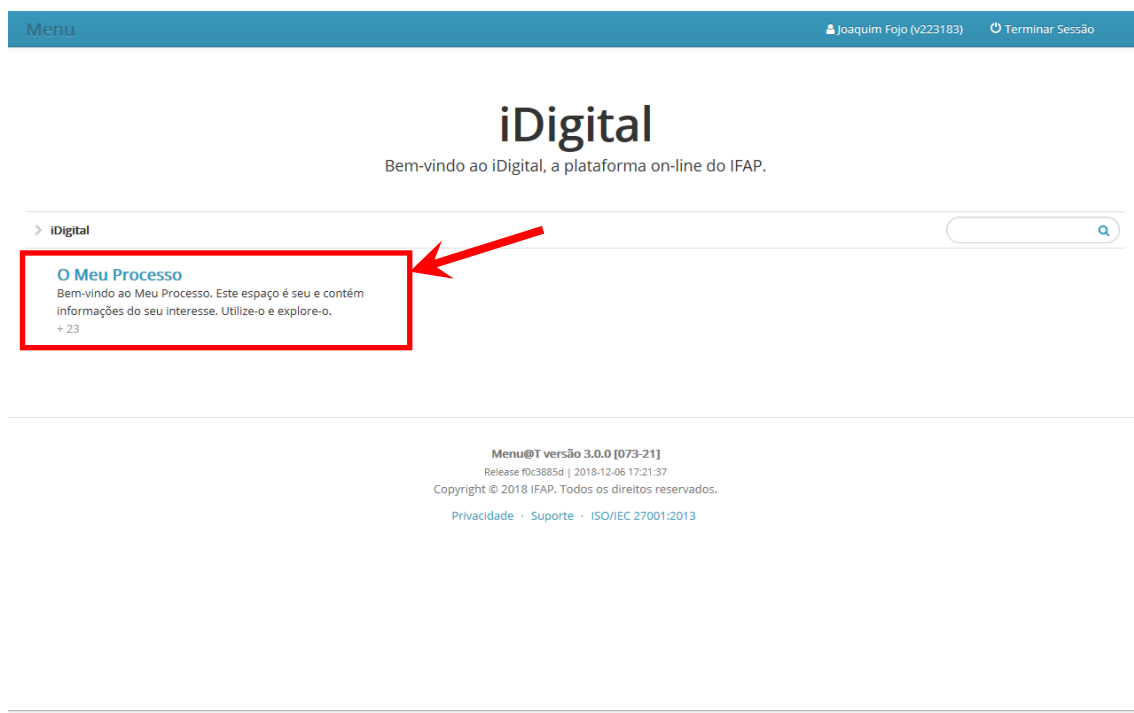 Menu
Joaquim Fojo (v223183) Terminar Sessão
iDigital
Bem-vindo ao iDigital, a plataforma on-line do IFAP.
iDigital
O Meu Processo
Bem-vindo ao Meu Processo. Este espaço é seu e contém
informações do seu interesse. Utilize-o e explore-o.
+ 23
Menu@T versão 3.0.0 [073-21]
Release f0c3885d | 2018-12-06 17:21:37
Copyright © 2018 IFAP. Todos os direitos reservados.
Privacidade · Suporte · ISO/IEC 27001:2013